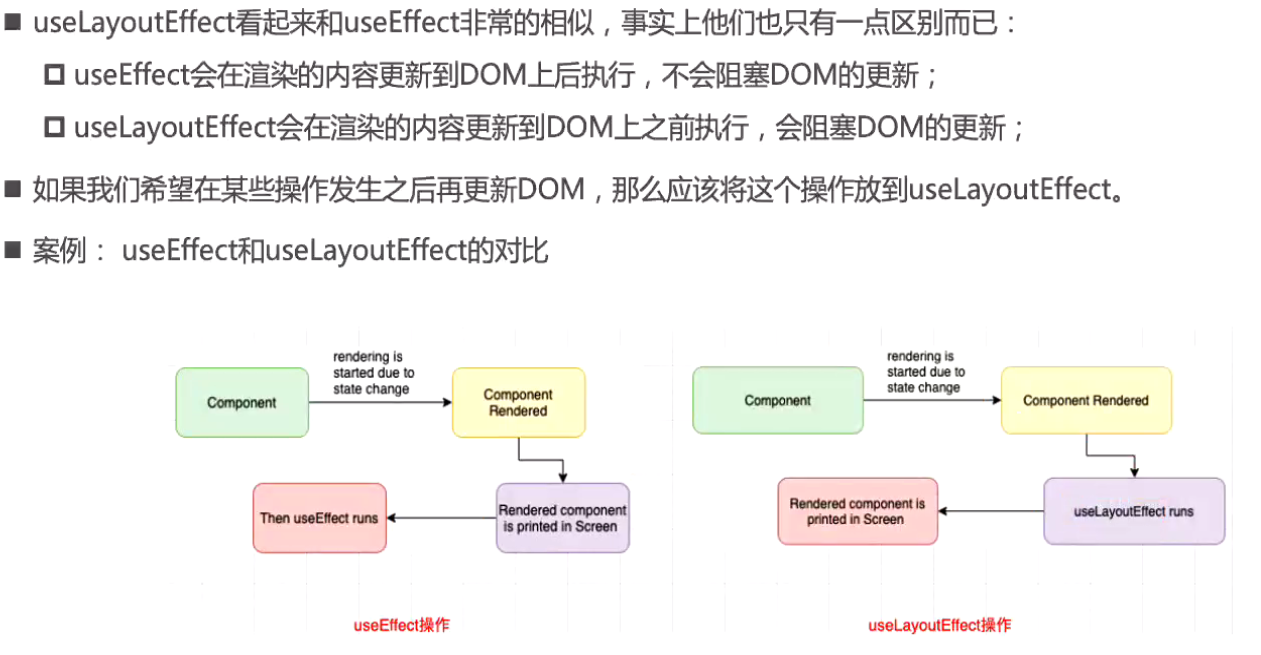 ■ useLayoutEffect看起来和useEffect非常的相似，事实上他们也只有一点区别而已：
□ useEffect会在渲染的内容更新到DOM上后执行，不会阻塞DOM的更新；
□ useLayoutEffect会在渲染的内容更新到DOM上之前执行，会阻塞DOM的更新；
■ 如果我们希望在某些操作发生之后再更新DOM，那么应该将这个操作放到useLayoutEffect。
■ 案例： useEffect和useLayoutEffect的对比
Component
rendering is
started due to
state change
Component
Rendered
Rendered component
is printed in Screen
Then useEffect runs
useEffect操作
Component
rendering is
started due to
state change
Component Rendered
useLayoutEffect runs
Rendered component is
printed in Screen
useLayoutEffect操作